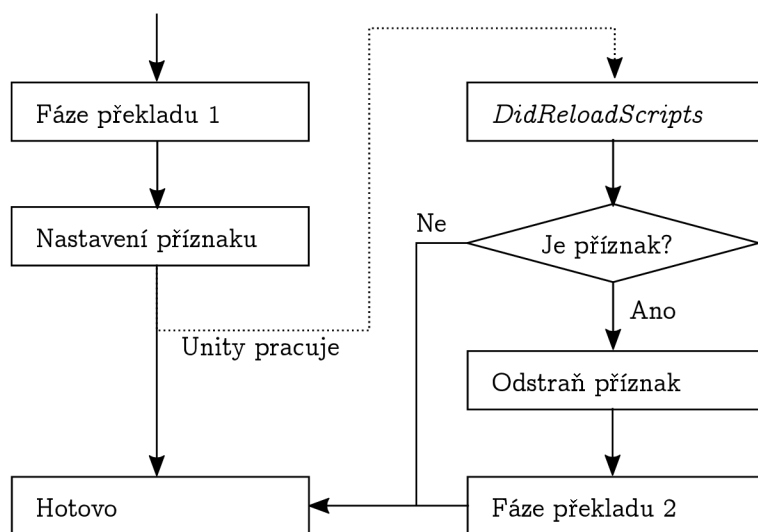 Fáze překladu 1
Nastavení příznaku
Unity pracuje
Hotovo
DidReloadScripts
Je příznak?
Ne
Ano
Odstraň příznak
Fáze překladu 2